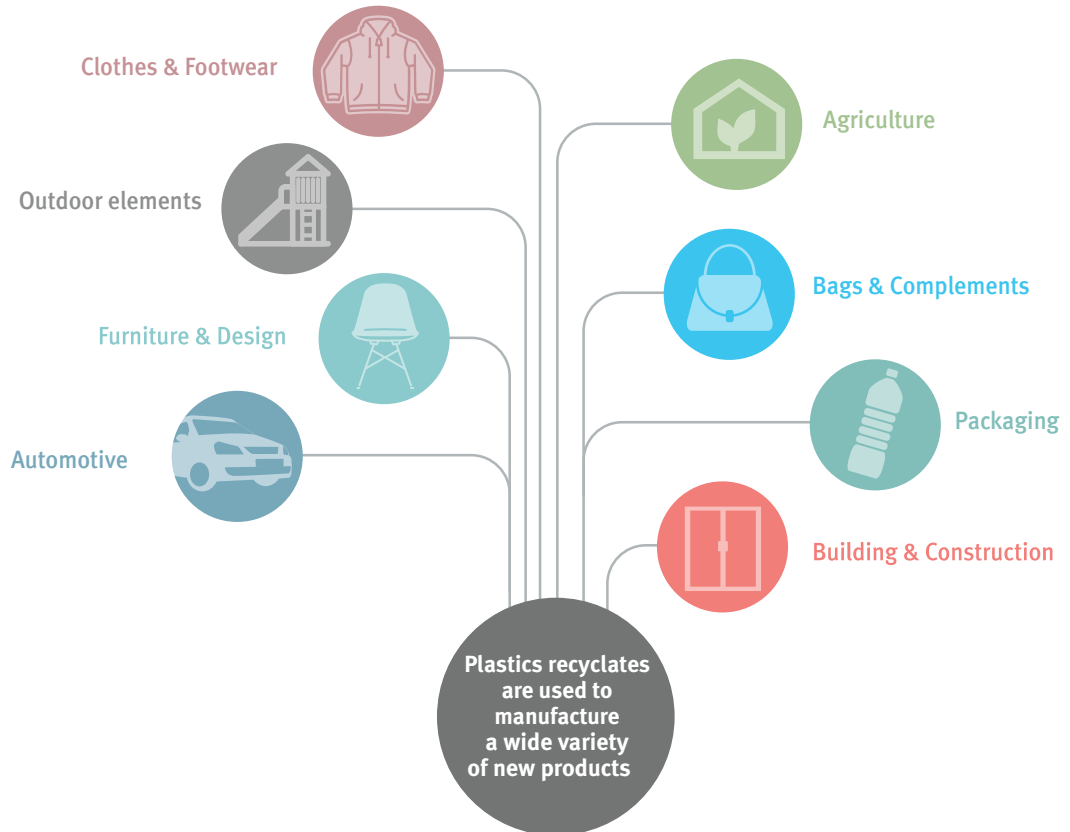 Clothes & Footwear
Agriculture
Outdoor elements
Bags & Complements
Furniture & Design
Packaging
Automotive
Building & Construction
Plastics recyclates
are used to
manufacture
a wide variety
of new products